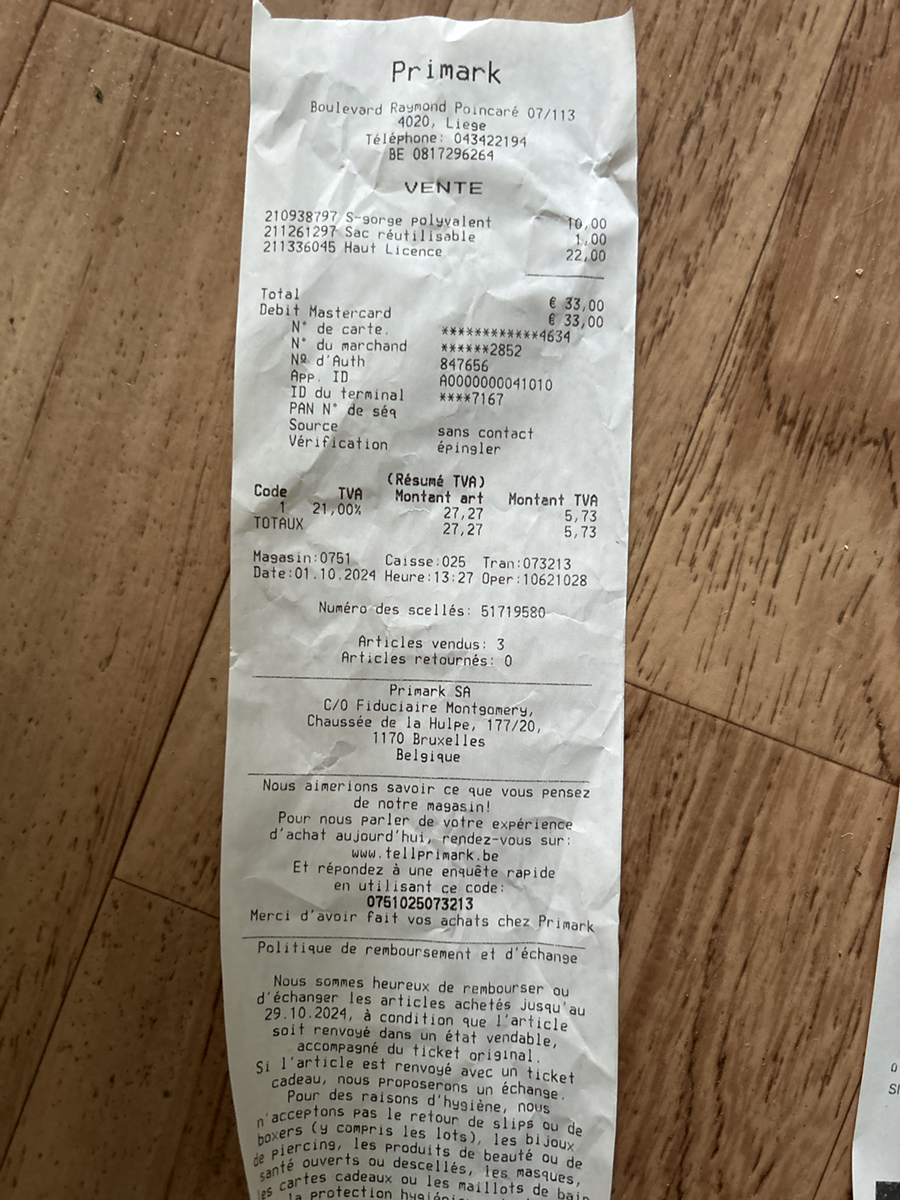 Primark
Boulevard Raymond Poincaré 07/113
4020, Liege
Téléphone: 043422194
BE 0817296264
VENTE
210938797 S-gorge polyvalent 10,00
211261297 Sac réutilisable 1,00
211336045 Haut Licence 22,00
Total € 33,00
Debit Mastercard € 33,00
N° de carte. ************4634
N° du marchand ******2852
Nº d'Auth 847656
App. ID A0000000041010
ID du terminal ****7167
PAN N° de séq
Source sans contact
Vérification épingler
(Résumé TVA)
Code TVA Montant art Montant TVA
1 21,00% 27,27 5,73
TOTAUX 27,27 5,73
Magasin:0751 Caisse:025 Tran:073213
Date:01.10.2024 Heure:13:27 Oper:10621028
Numéro des scellés: 51719580
Articles vendus: 3
Articles retournés: 0
Primark SA
C/O Fiduciaire Montgomery,
Chaussée de la Hulpe, 177/20,
1170 Bruxelles
Belgique
Nous aimerions savoir ce que vous pensez
de notre magasin!
Pour nous parler de votre expérience
d'achat aujourd'hui, rendez-vous sur:
www.tellprimark.be
Et répondez à une enquête rapide
en utilisant ce code:
0751025073213
Merci d'avoir fait vos achats chez Primark
Politique de remboursement et d'échange
Nous sommes heureux de rembourser ou
d'échanger les articles achetés jusqu'au
29.10.2024, à condition que l'article
soit renvoyé dans un état vendable,
accompagné du ticket original.
Si l'article est renvoyé avec un ticket
cadeau, nous proposerons un échange.
Pour des raisons d'hygiène, nous
n'acceptons pas le retour de slips ou de
boxers (y compris les lots), les bijoux
de piercing, les produits de beauté ou de
santé ouverts ou descellés, les masques,
les cartes cadeaux ou les maillots de bain
la protection